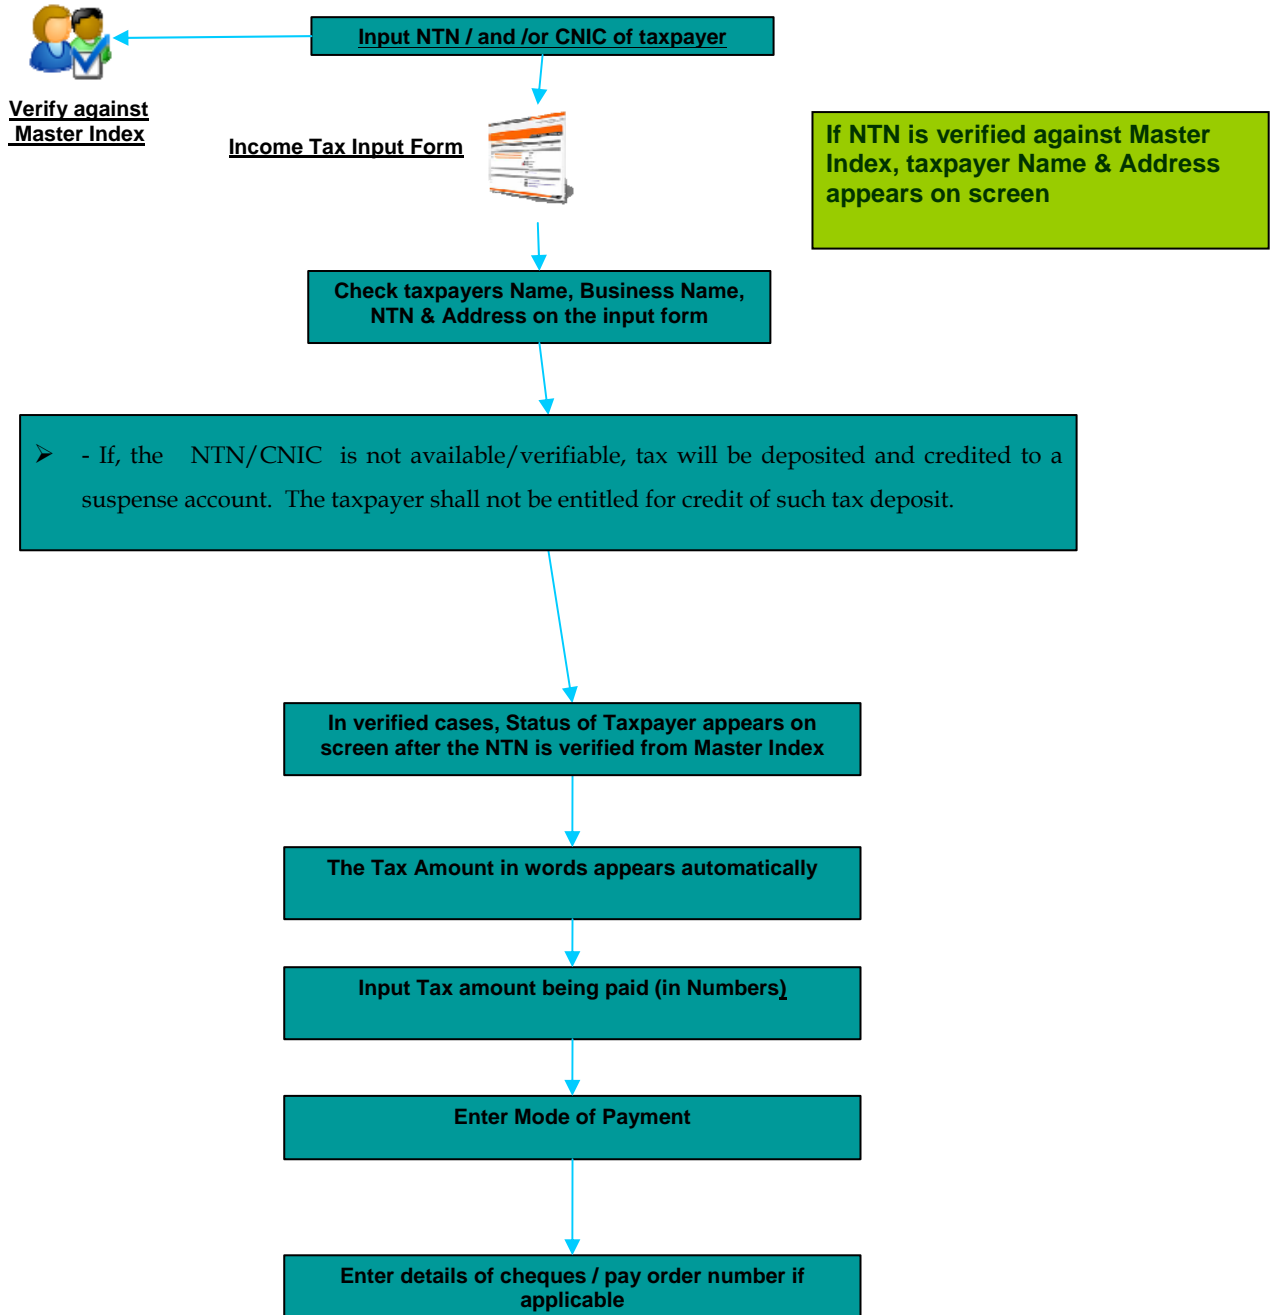 Input NTN / and /or CNIC of taxpayer
Verify against
Master Index
Income Tax Input Form
If NTN is verified against Master
Index, taxpayer Name & Address
appears on screen
Check taxpayers Name, Business Name,
NTN & Address on the input form
➢ - If, the NTN/CNIC is not available/verifiable, tax will be deposited and credited to a
suspense account. The taxpayer shall not be entitled for credit of such tax deposit.
In verified cases, Status of Taxpayer appears on
screen after the NTN is verified from Master Index
The Tax Amount in words appears automatically
Input Tax amount being paid (in Numbers)
Enter Mode of Payment
Enter details of cheques / pay order number if
applicable